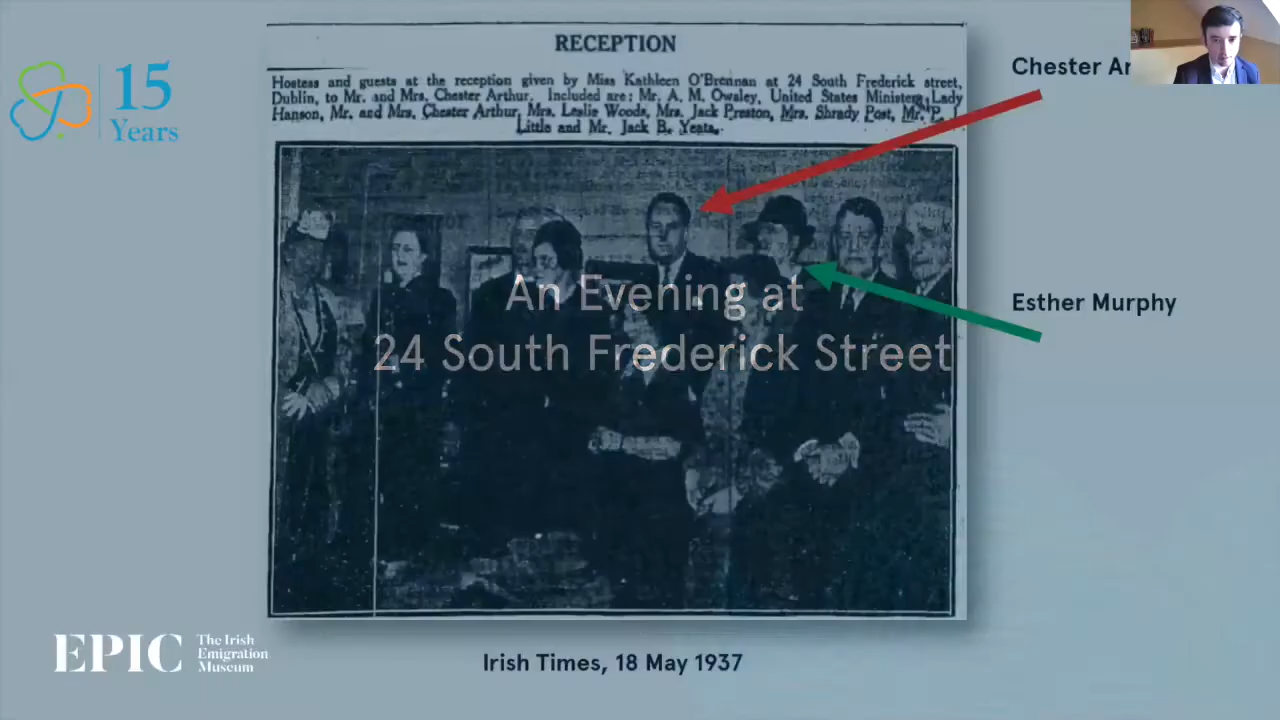 RECEPTION
Hostess and guests at the reception given by Miss Kathleen O'Brennan at 24 South Frederick street,
Dublin, to Mr. and Mrs. Chester Arthur. Included are: Mr. A. M. Owaley, United States Minister; Lady
Hanson, Mr. and Mrs. Chester Arthur, Mrs. Leslie Woods, Mrs. Jack Preston, Mrs. Shrady Post, Mr. P. J.
Little and Mr. Jack B. Yeats.
15
Years
Chester Ar
An Evening at
24 South Frederick Street
Esther Murphy
EPIC
The Irish
Emigration
Museum
Irish Times, 18 May 1937